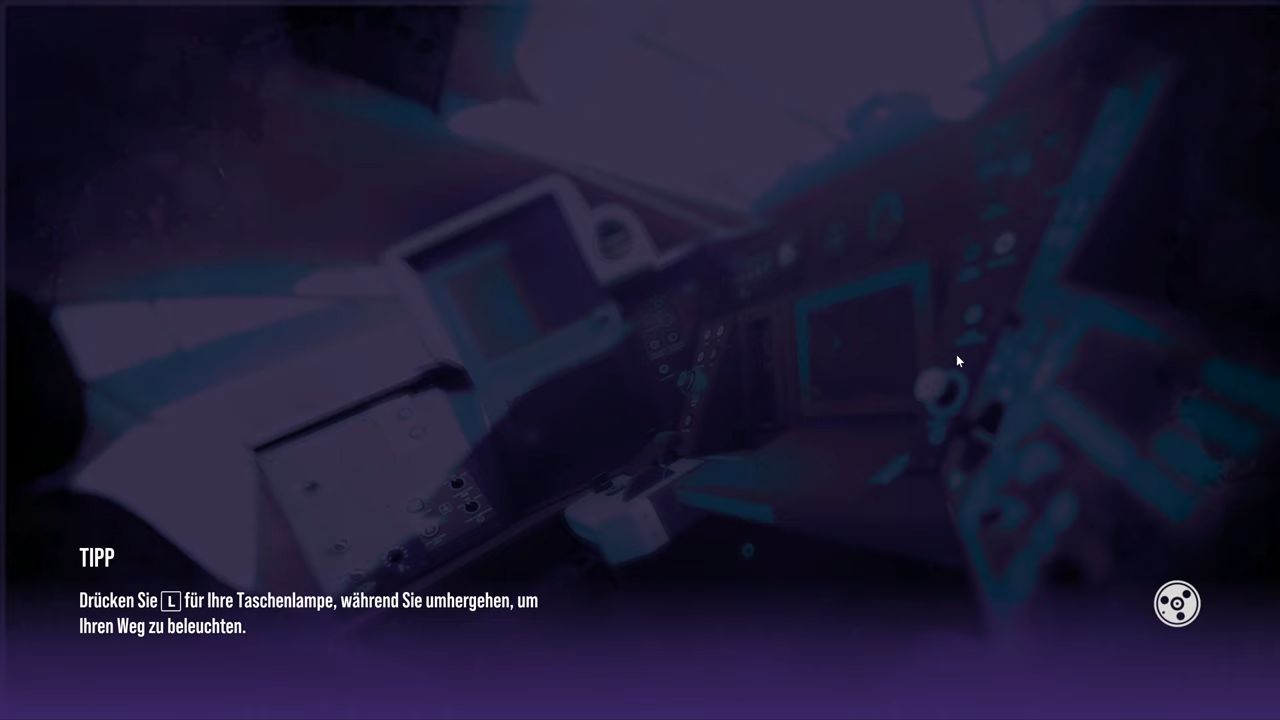 TIPP
Drücken Sie L für Ihre Taschenlampe, während Sie umhergehen, um
Ihren Weg zu beleuchten.